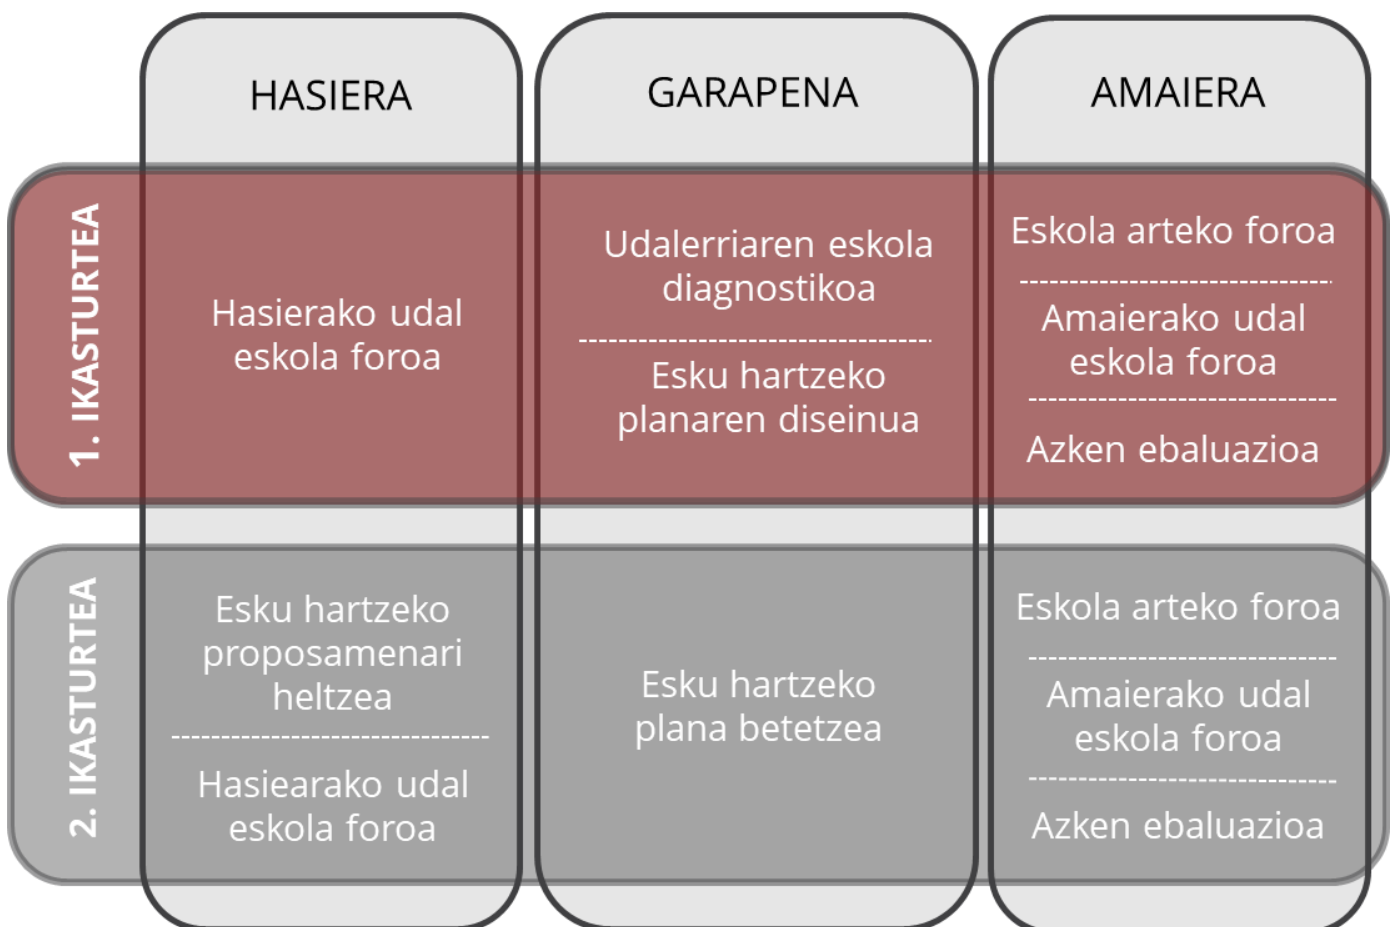 HASIERA
GARAPENA
AMAIERA
1. IKASTURTEA
Hasierako udal
eskola foroa
Udalerriaren eskola
diagnostikoa
Esku hartzeko
planaren diseinua
Eskola arteko foroa
Amaierako udal
eskola foroa
Azken ebaluazioa
2. IKASTURTEA
Esku hartzeko
proposamenari
heltzea
Hasiearako udal
eskola foroa
Esku hartzeko
plana betetzea
Eskola arteko foroa
Amaierako udal
eskola foroa
Azken ebaluazioa